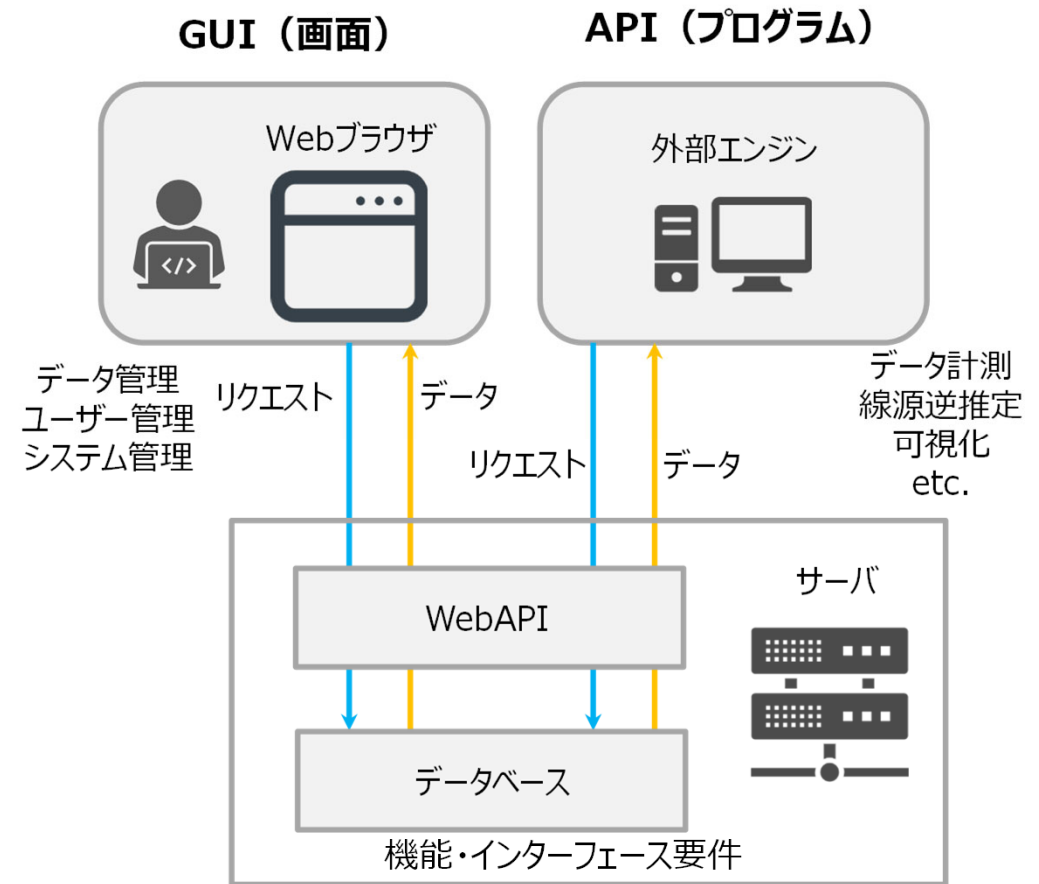 GUI（画面）
API（プログラム）
Webブラウザ
</>
外部エンジン
データ管理
ユーザー管理
システム管理
リクエスト
データ
リクエスト
データ
データ計測
線源逆推定
可視化
etc.
サーバ
WebAPI
データベース
機能・インターフェース要件